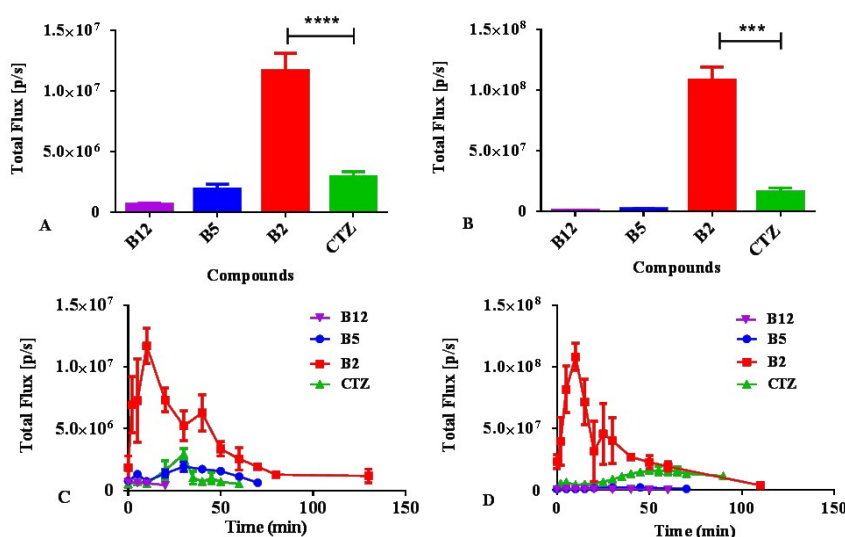 ****
1.5×10⁷
1.0×10⁷
5.0×10⁶
0
Total Flux [p/s]
B12
B5
B2
CTZ
Compounds
A
***
1.5×10⁸
1.0×10⁸
5.0×10⁷
0
Total Flux [p/s]
B12
B5
B2
CTZ
Compounds
B
1.5×10⁷
1.0×10⁷
5.0×10⁶
0
Total Flux [p/s]
B12
B5
B2
CTZ
0
50
100
150
Time (min)
C
1.5×10⁸
1.0×10⁸
5.0×10⁷
0
Total Flux [p/s]
B12
B5
B2
CTZ
0
50
100
150
Time (min)
D